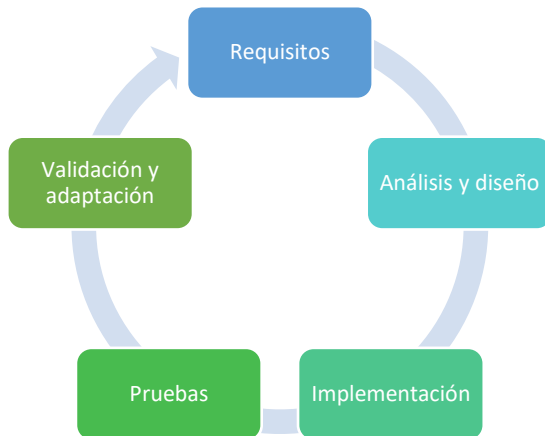 Requisitos
Análisis y diseño
Implementación
Pruebas
Validación y
adaptación